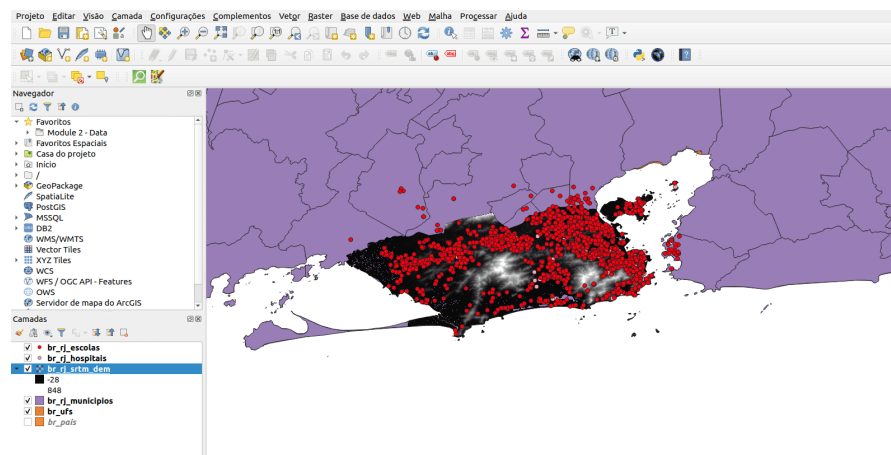 Projeto Editar Visão Camada Configurações Complementos Vetor Raster Base de dados Web Malha Processar Ajuda
Navegador
Favoritos
Module 2 - Data
Favoritos Espaciais
Casa do projeto
Início
/
GeoPackage
SpatiaLite
PostGIS
MSSQL
DB2
WMS/WMTS
Vector Tiles
XYZ Tiles
WCS
WFS / OGC API - Features
OWS
Servidor de mapa do ArcGIS
Camadas
br_rj_escolas
br_rj_hospitais
br_rj_srtm_dem
-28
848
br_rj_municipios
br_ufs
br_pais